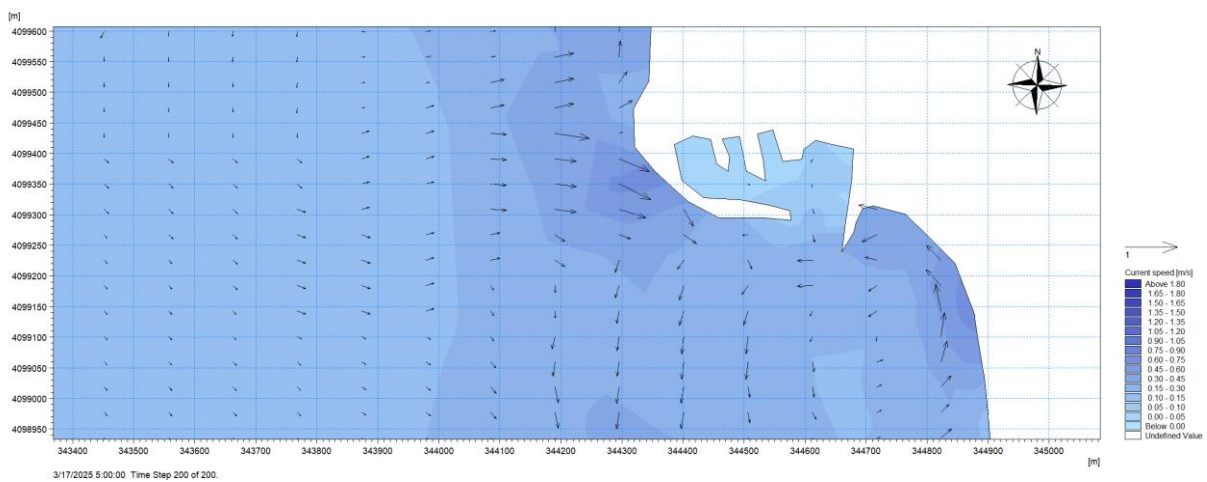 [m]
4099600
4099550
4099500
4099450
4099400
4099350
4099300
4099250
4099200
4099150
4099100
4099050
4099000
4098950
343400 343500 343600 343700 343800 343900 344000 344100 344200 344300 344400 344500 344600 344700 344800 344900 345000
[m]
N
1
Current speed [m/s]
Above 1.80
1.65 - 1.80
1.50 - 1.65
1.35 - 1.50
1.20 - 1.35
1.05 - 1.20
0.90 - 1.05
0.75 - 0.90
0.60 - 0.75
0.45 - 0.60
0.30 - 0.45
0.15 - 0.30
0.10 - 0.15
0.05 - 0.10
0.00 - 0.05
Below 0.00
Undefined Value
3/17/2025 5:00:00 Time Step 200 of 200.